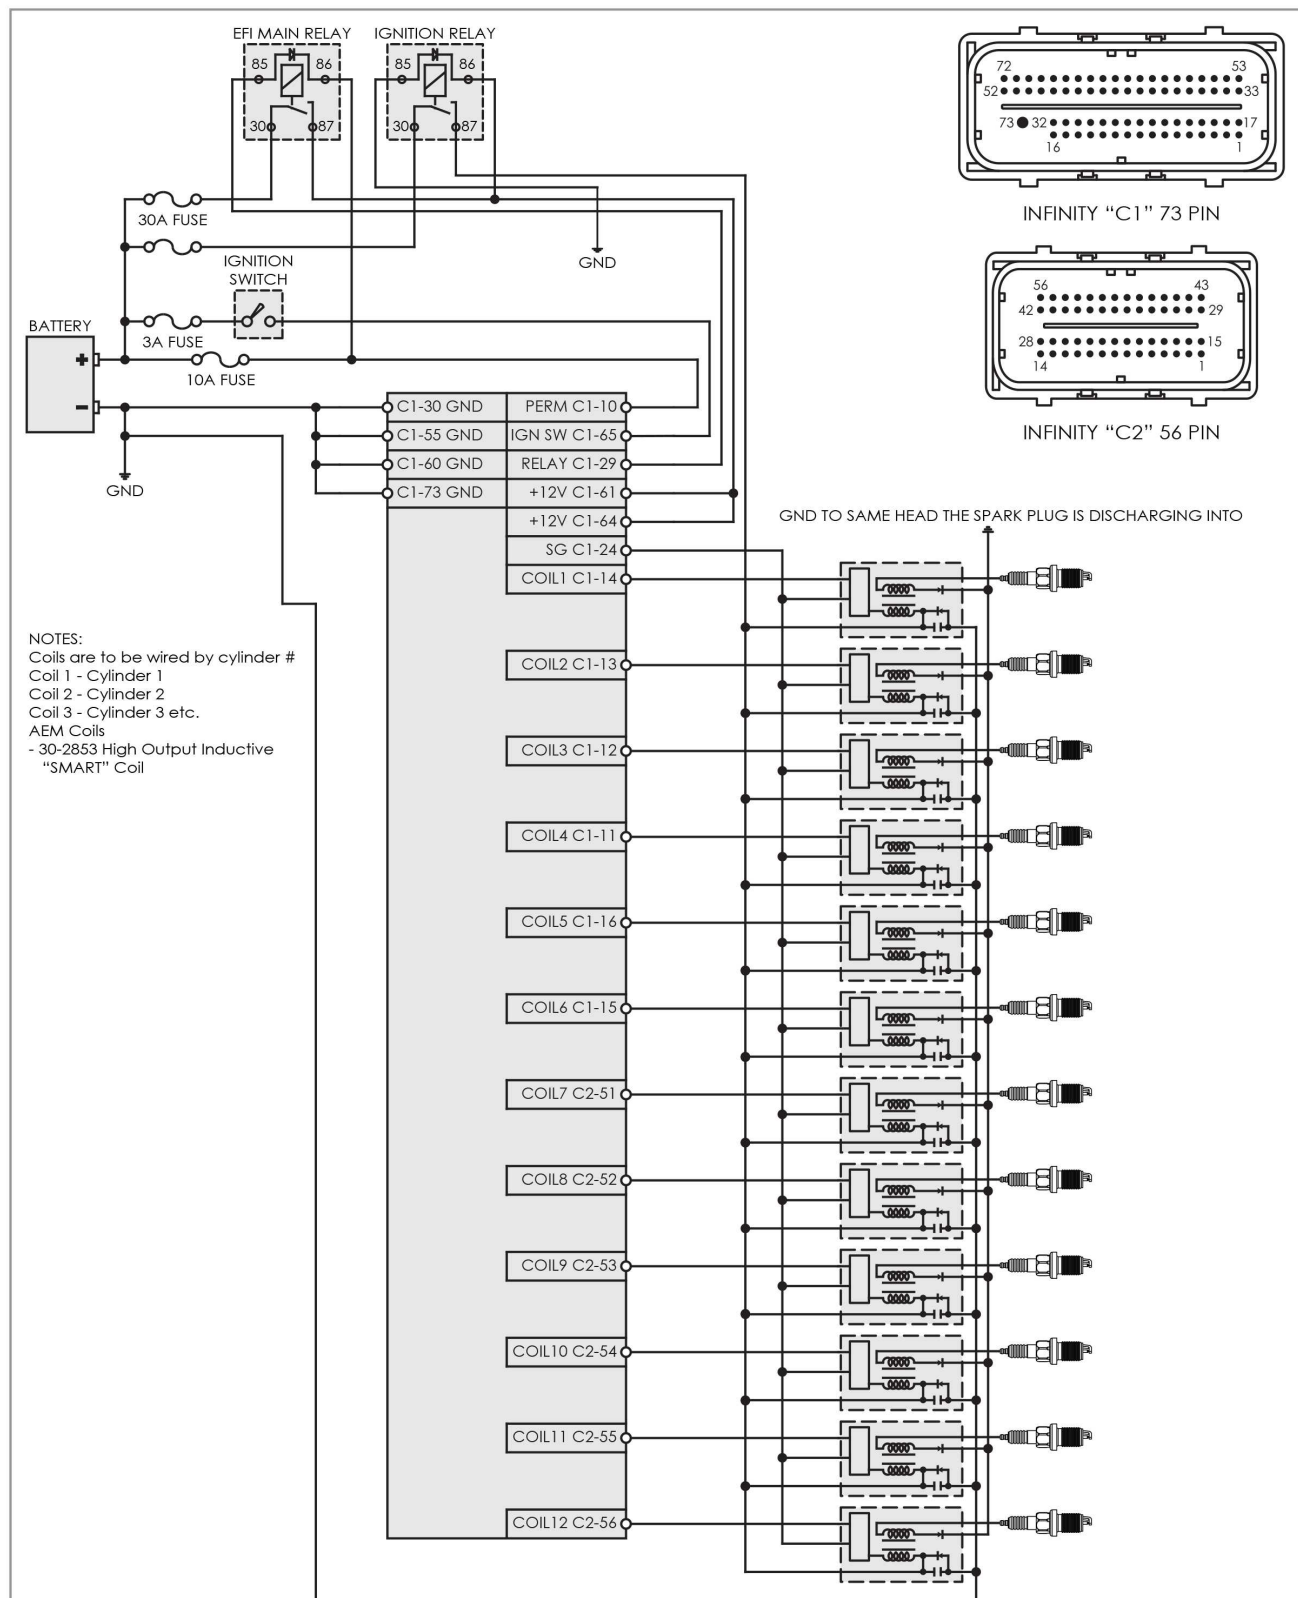 EFI MAIN RELAY
IGNITION RELAY
85
86
30
87
85
86
30
87
72
53
52
33
73
32
17
16
1
INFINITY “C1” 73 PIN
30A FUSE
IGNITION
SWITCH
GND
56
43
42
29
28
15
14
1
INFINITY “C2” 56 PIN
BATTERY
+
-
3A FUSE
10A FUSE
GND
C1-30 GND
PERM C1-10
C1-55 GND
IGN SW C1-65
C1-60 GND
RELAY C1-29
C1-73 GND
+12V C1-61
+12V C1-64
SG C1-24
COIL1 C1-14
GND TO SAME HEAD THE SPARK PLUG IS DISCHARGING INTO
NOTES:
Coils are to be wired by cylinder #
Coil 1 - Cylinder 1
Coil 2 - Cylinder 2
Coil 3 - Cylinder 3 etc.
AEM Coils
- 30-2853 High Output Inductive
“SMART” Coil
COIL2 C1-13
COIL3 C1-12
COIL4 C1-11
COIL5 C1-16
COIL6 C1-15
COIL7 C2-51
COIL8 C2-52
COIL9 C2-53
COIL10 C2-54
COIL11 C2-55
COIL12 C2-56